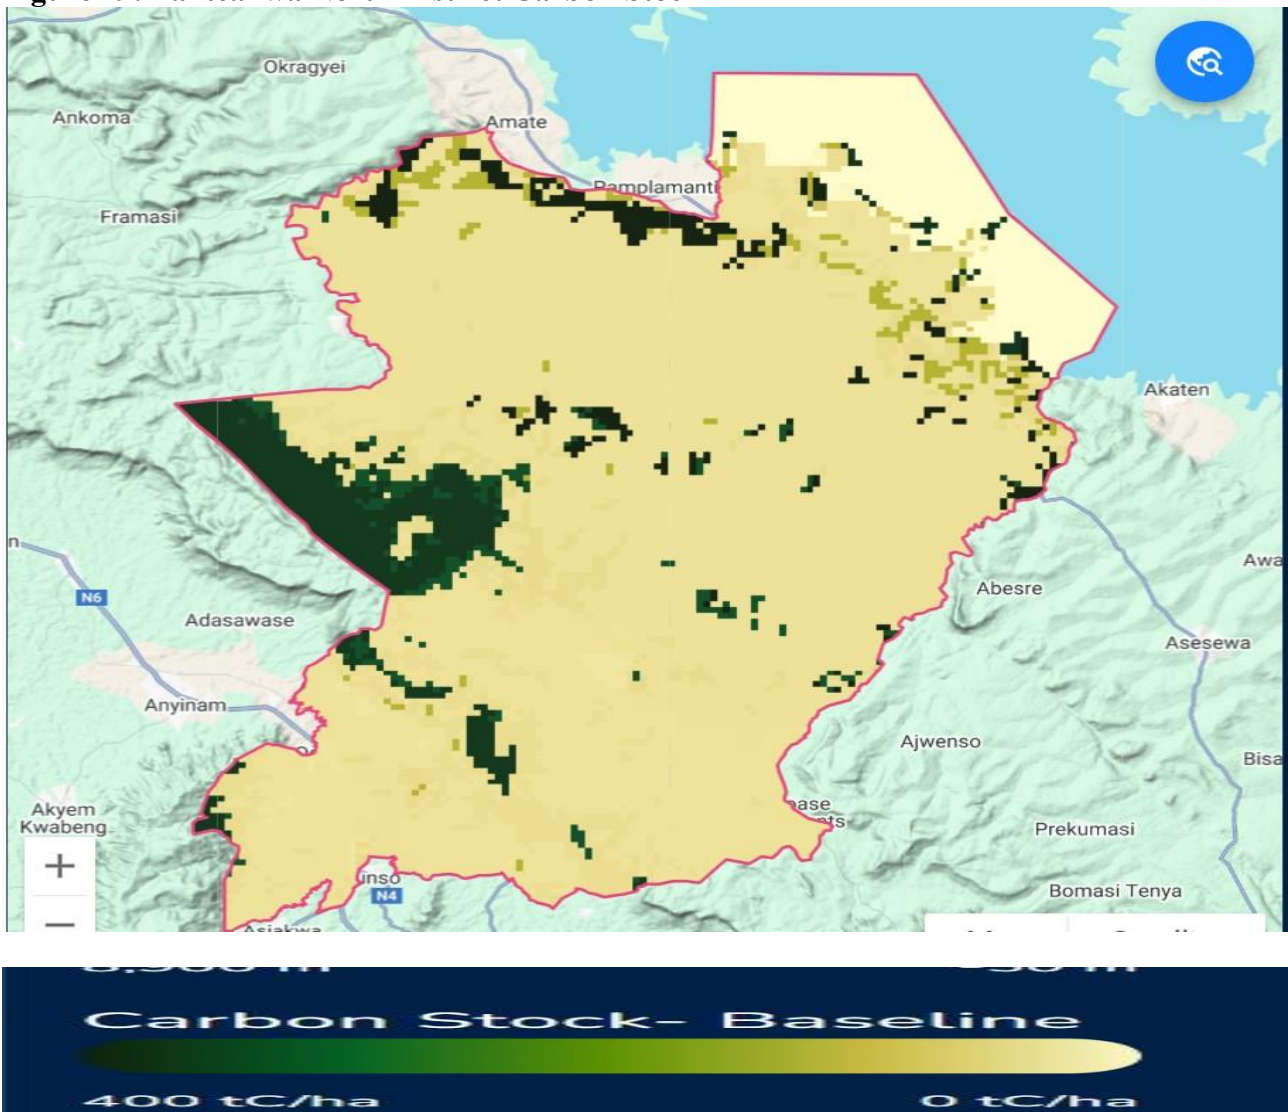 Okragyei
Ankoma
Amate
Pamplamanti
Framasi
Akaten
N6
Abesre
Awa
Adasawase
Asesewa
Anyinam
Ajwenso
Bisa
Akyem
Kwabeng
Prekumasi
+
Bomasi Tenya
N4
−
Carbon Stock- Baseline
400 tC/ha 0 tC/ha